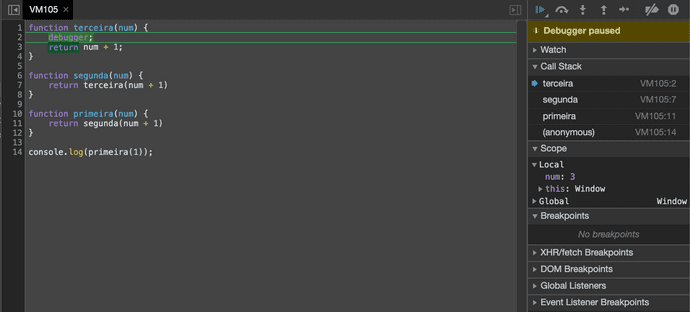 VM105 ×
1 function terceira(num) {
2 debugger;
3 return num + 1;
4 }
5
6 function segunda(num) {
7 return terceira(num + 1)
8 }
9
10 function primeira(num) {
11 return segunda(num + 1)
12 }
13
14 console.log(primeira(1));
Debugger paused
Watch
Call Stack
terceira VM105:2
segunda VM105:7
primeira VM105:11
(anonymous) VM105:14
Scope
Local
num: 3
this: Window
Global Window
Breakpoints
No breakpoints
XHR/fetch Breakpoints
DOM Breakpoints
Global Listeners
Event Listener Breakpoints